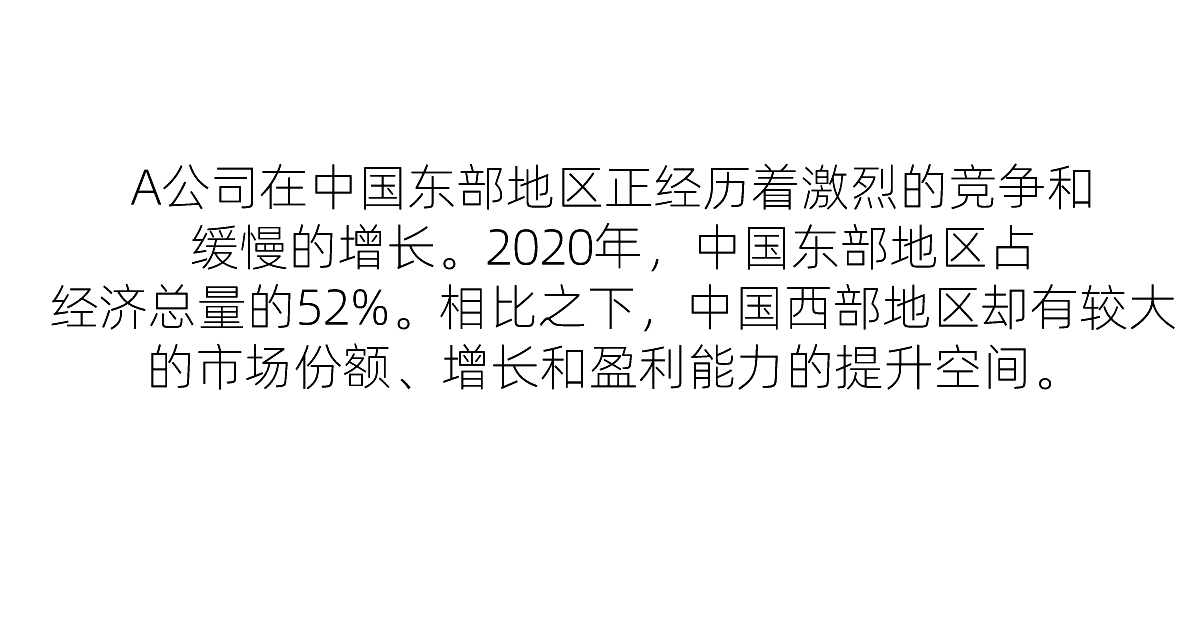 A公司在中国东部地区正经历着激烈的竞争和
缓慢的增长。2020年，中国东部地区占
经济总量的52%。相比之下，中国西部地区却有较大
的市场份额、增长和盈利能力的提升空间。